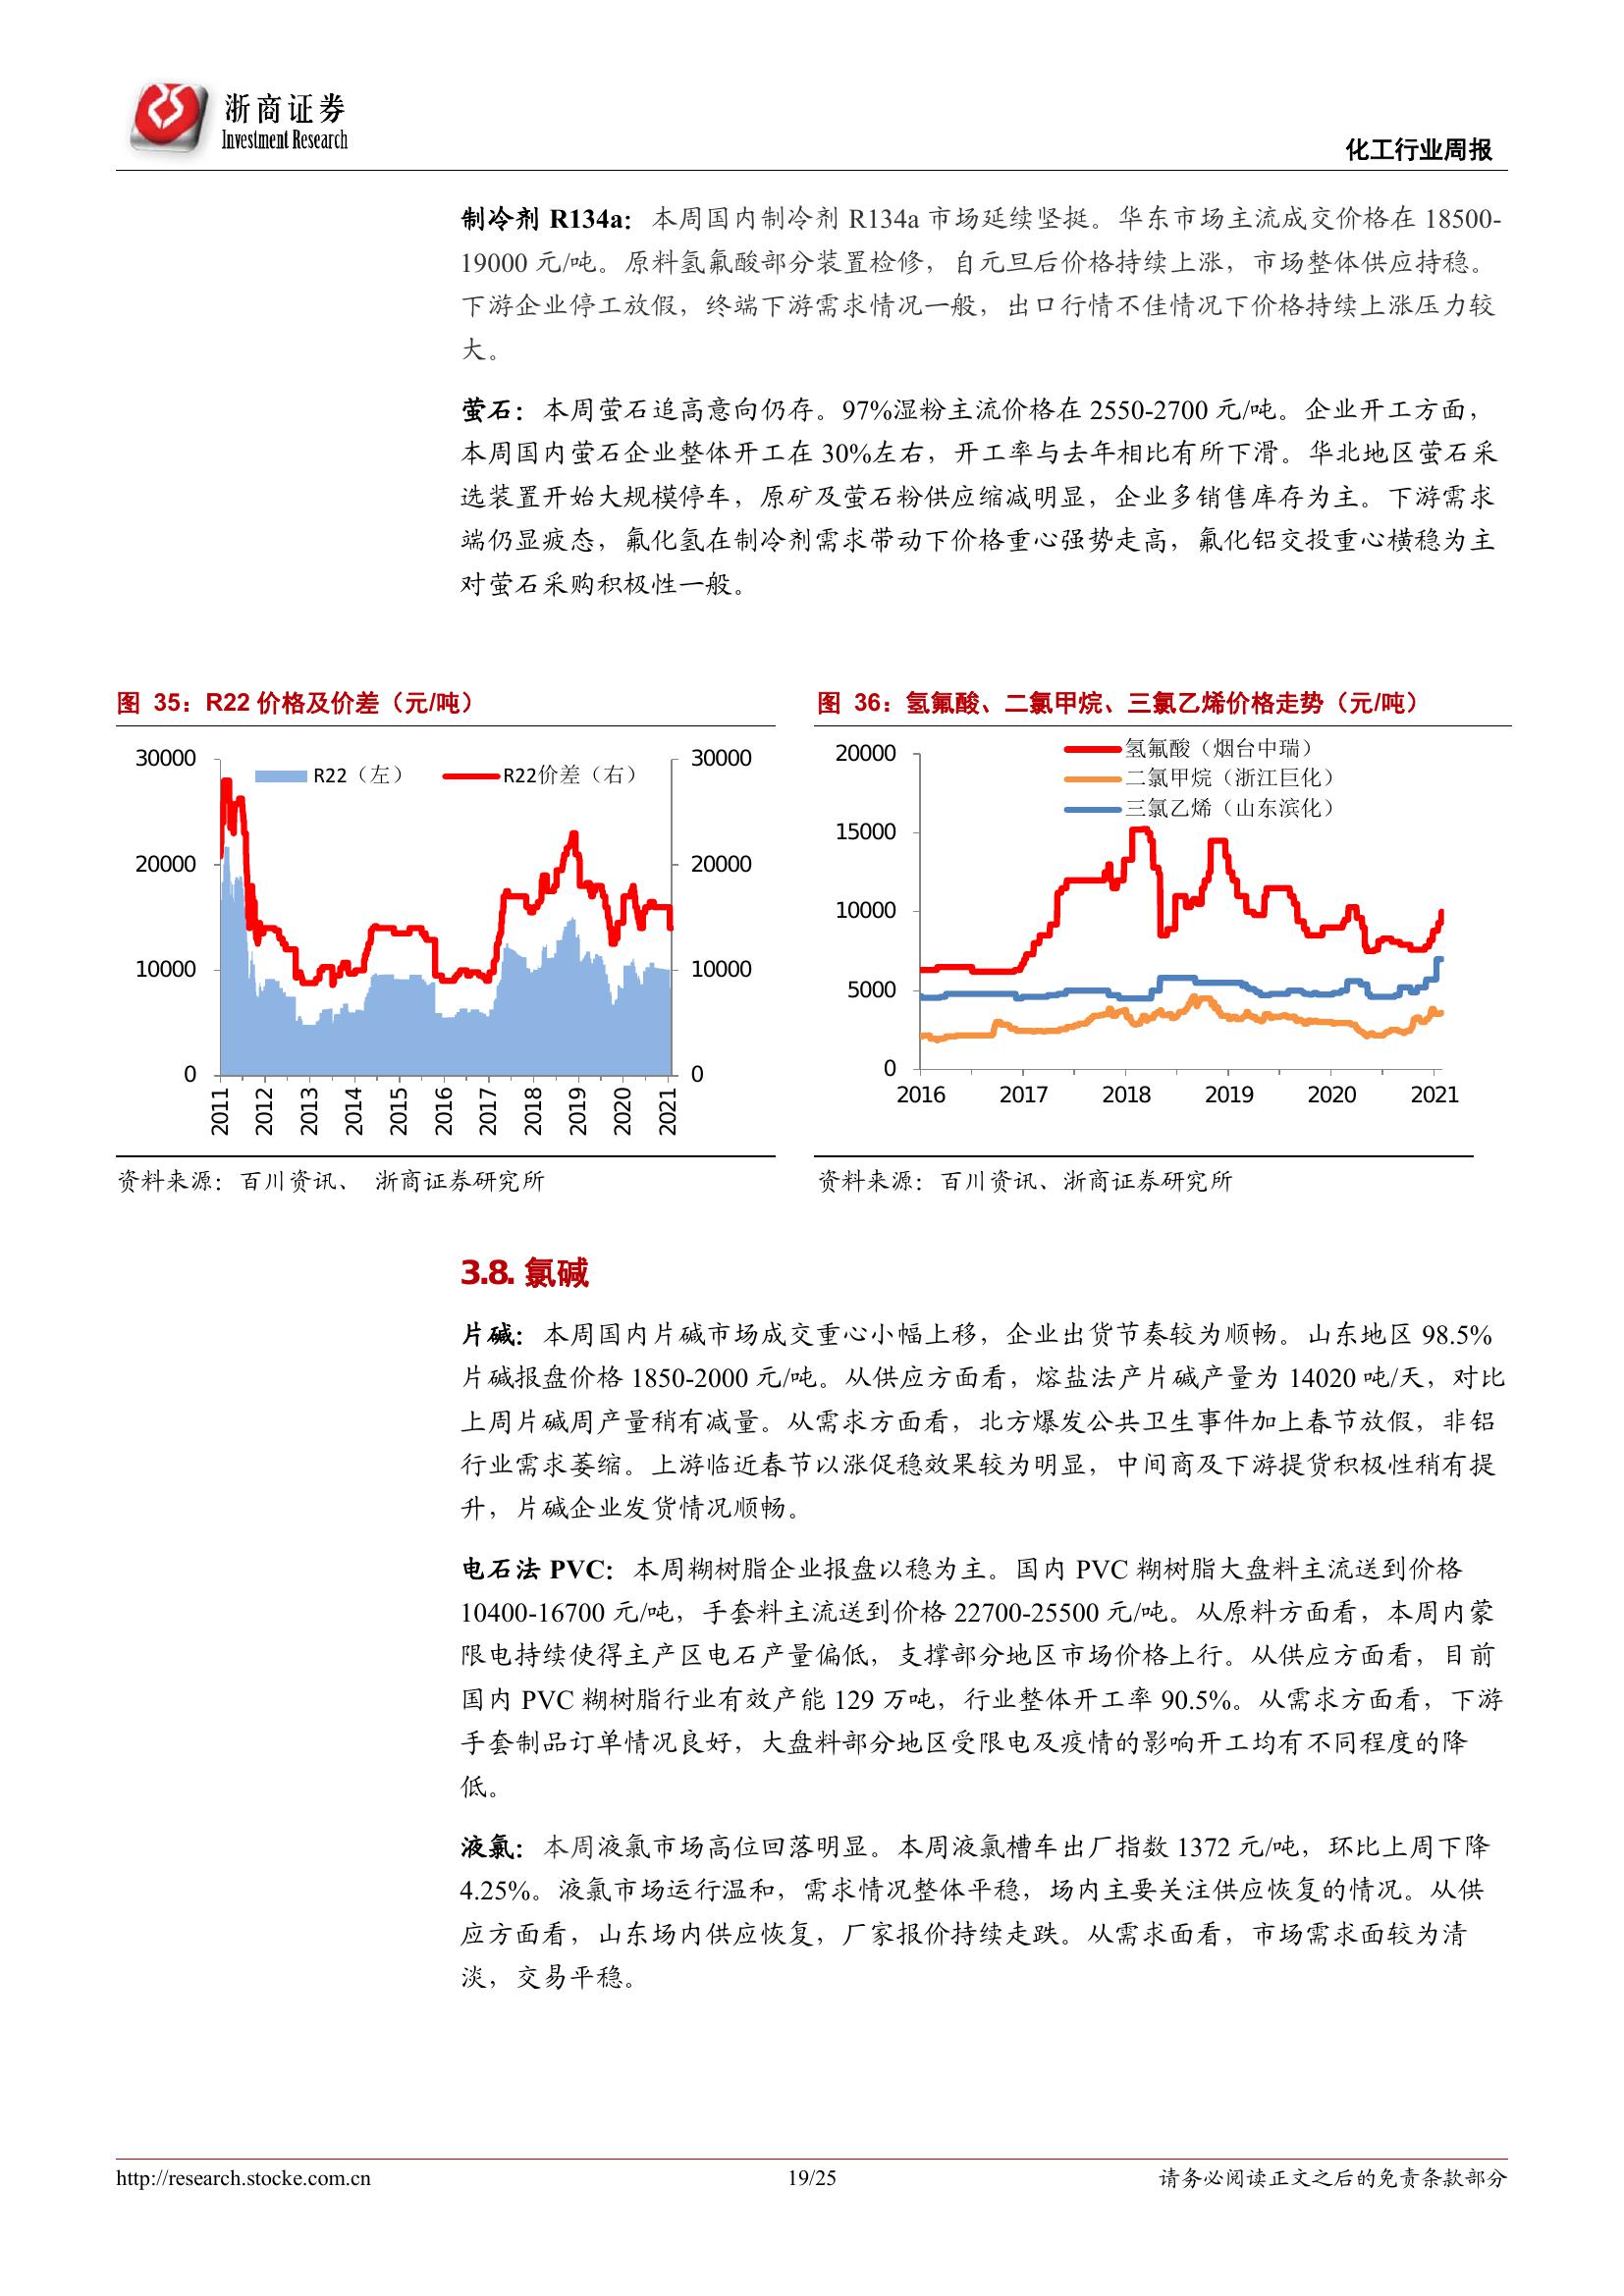 浙商证券
Investment Research
化工行业周报
制冷剂 R134a：本周国内制冷剂 R134a 市场延续坚挺。华东市场主流成交价格在 18500-
19000 元/吨。原料氢氟酸部分装置检修，自元旦后价格持续上涨，市场整体供应持稳。
下游企业停工放假，终端下游需求情况一般，出口行情不佳情况下价格持续上涨压力较
大。
萤石：本周萤石追高意向仍存。97%湿粉主流价格在 2550-2700 元/吨。企业开工方面，
本周国内萤石企业整体开工在 30%左右，开工率与去年相比有所下滑。华北地区萤石采
选装置开始大规模停车，原矿及萤石粉供应缩减明显，企业多销售库存为主。下游需求
端仍显疲态，氟化氢在制冷剂需求带动下价格重心强势走高，氟化铝交投重心横稳为主
对萤石采购积极性一般。
图 35：R22 价格及价差（元/吨）
30000
20000
10000
0
R22（左）
R22价差（右）
30000
20000
10000
0
2011
2012
2013
2014
2015
2016
2017
2018
2019
2020
2021
资料来源：百川资讯、 浙商证券研究所
图 36：氢氟酸、二氯甲烷、三氯乙烯价格走势（元/吨）
20000
15000
10000
5000
0
氢氟酸（烟台中瑞）
二氯甲烷（浙江巨化）
三氯乙烯（山东滨化）
2016
2017
2018
2019
2020
2021
资料来源：百川资讯、浙商证券研究所
3.8. 氯碱
片碱：本周国内片碱市场成交重心小幅上移，企业出货节奏较为顺畅。山东地区 98.5%
片碱报盘价格 1850-2000 元/吨。从供应方面看，熔盐法产片碱产量为 14020 吨/天，对比
上周片碱周产量稍有减量。从需求方面看，北方爆发公共卫生事件加上春节放假，非铝
行业需求萎缩。上游临近春节以涨促稳效果较为明显，中间商及下游提货积极性稍有提
升，片碱企业发货情况顺畅。
电石法 PVC：本周糊树脂企业报盘以稳为主。国内 PVC 糊树脂大盘料主流送到价格
10400-16700 元/吨，手套料主流送到价格 22700-25500 元/吨。从原料方面看，本周内蒙
限电持续使得主产区电石产量偏低，支撑部分地区市场价格上行。从供应方面看，目前
国内 PVC 糊树脂行业有效产能 129 万吨，行业整体开工率 90.5%。从需求方面看，下游
手套制品订单情况良好，大盘料部分地区受限电及疫情的影响开工均有不同程度的降
低。
液氯：本周液氯市场高位回落明显。本周液氯槽车出厂指数 1372 元/吨，环比上周下降
4.25%。液氯市场运行温和，需求情况整体平稳，场内主要关注供应恢复的情况。从供
应方面看，山东场内供应恢复，厂家报价持续走跌。从需求面看，市场需求面较为清
淡，交易平稳。
http://research.stocke.com.cn
19/25
请务必阅读正文之后的免责条款部分